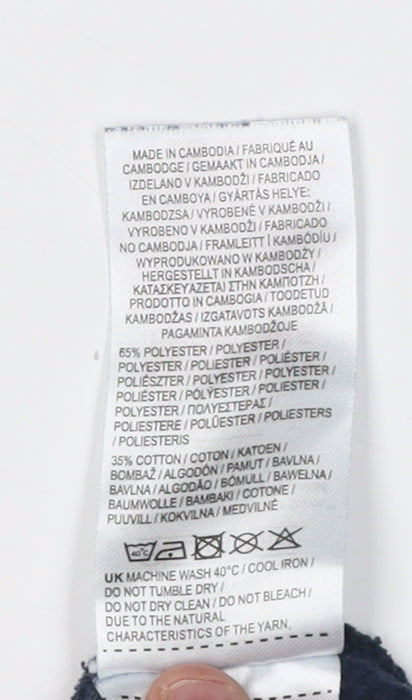 MADE IN CAMBODIA / FABRIQUÉ AU
CAMBODGE / GEMAAKT IN CAMBODJA /
IZDELANO V KAMBODŽI / FABRICADO
EN CAMBOYA / GYÁRTÁS HELYE:
KAMBODZSA / VYROBENÉ V KAMBODŽI /
VYROBENO V KAMBODŽI / FABRICADO
NO CAMBODJA / FRAMLEITT Í KAMBÓDÍU /
WYPRODUKOWANO W KAMBODŻY /
HERGESTELLT IN KAMBODSCHA /
ΚΑΤΑΣΚΕΥΑΖΕΤΑΙ ΣΤΗΝ ΚΑΜΠΟΤΖΗ /
PRODOTTO IN CAMBOGIA / TOODETUD
KAMBODŽAS / IZGATAVOTS KAMBODŽĀ /
PAGAMINTA KAMBODŽOJE
65% POLYESTER / POLYESTER /
POLYESTER / POLIESTER / POLIÉSTER /
POLIÉSZTER / POLYESTER / POLYESTER /
POLIÉSTER / PÓLÝESTER / POLIESTER /
POLYESTER / ΠΟΛΥΕΣΤΕΡΑΣ /
POLIESTERE / POLÜESTER / POLIESTERS
/ POLIESTERIS
35% COTTON / COTON / KATOEN /
BOMBAŽ / ALGODÓN / PAMUT / BAVLNA /
BAVLNA / ALGODÃO / BÓMULL / BAWEŁNA /
BAUMWOLLE / ΒΑΜΒΑΚΙ / COTONE /
PUUVILL / KOKVILNA / MEDVILNĖ
40°C
UK MACHINE WASH 40°C / COOL IRON /
DO NOT TUMBLE DRY /
DO NOT DRY CLEAN / DO NOT BLEACH /
DUE TO THE NATURAL
CHARACTERISTICS OF THE YARN,